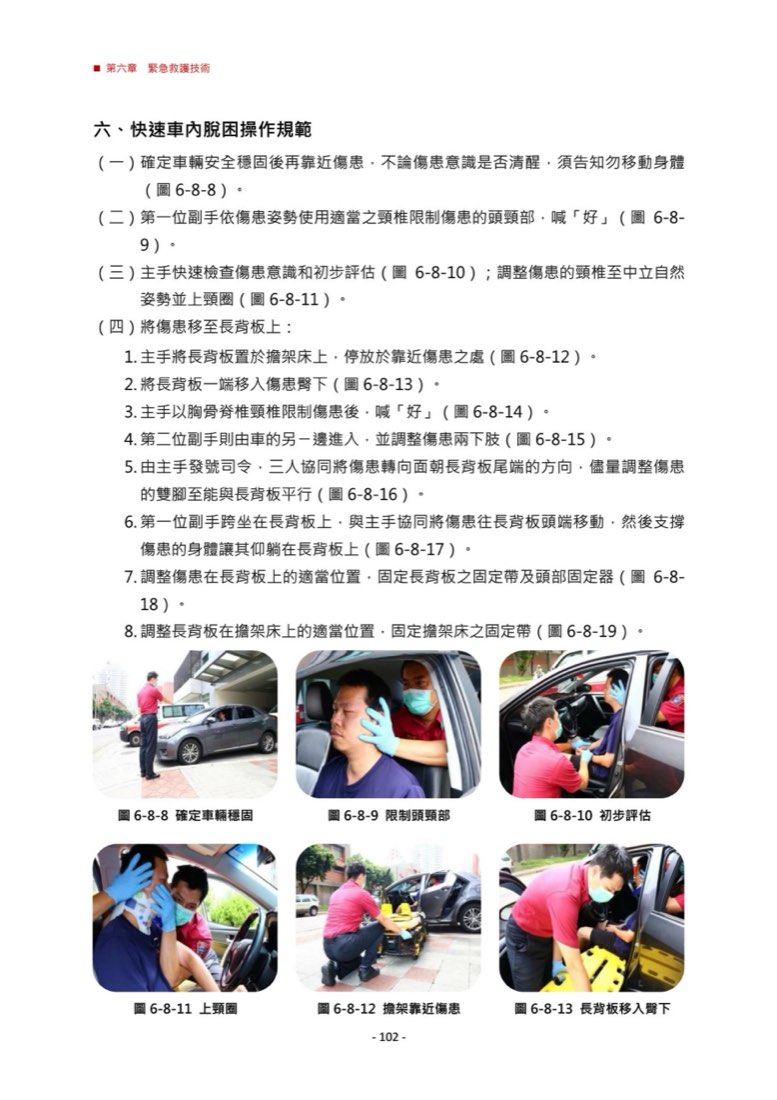 ■ 第六章　緊急救護技術
六、快速車內脫困操作規範
（一）確定車輛安全穩固後再靠近傷患，不論傷患意識是否清醒，須告知勿移動身體
（圖 6-8-8）。
（二）第一位副手依傷患姿勢使用適當之頸椎限制傷患的頭頸部，喊「好」（圖 6-8-
9）。
（三）主手快速檢查傷患意識和初步評估（圖 6-8-10）；調整傷患的頸椎至中立自然
姿勢並上頸圈（圖 6-8-11）。
（四）將傷患移至長背板上：
1. 主手將長背板置於擔架床上，停放於靠近傷患之處（圖 6-8-12）。
2. 將長背板一端移入傷患臀下（圖 6-8-13）。
3. 主手以胸骨脊椎頸椎限制傷患後，喊「好」（圖 6-8-14）。
4. 第二位副手則由車的另一邊進入，並調整傷患兩下肢（圖 6-8-15）。
5. 由主手發號司令，三人協同將傷患轉向面朝長背板尾端的方向，儘量調整傷患
的雙腳至能與長背板平行（圖 6-8-16）。
6. 第一位副手跨坐在長背板上，與主手協同將傷患往長背板頭端移動，然後支撐
傷患的身體讓其仰躺在長背板上（圖 6-8-17）。
7. 調整傷患在長背板上的適當位置，固定長背板之固定帶及頭部固定器（圖 6-8-
18）。
8. 調整長背板在擔架床上的適當位置，固定擔架床之固定帶（圖 6-8-19）。
圖 6-8-8 確定車輛穩固
圖 6-8-9 限制頭頸部
圖 6-8-10 初步評估
圖 6-8-11 上頸圈
圖 6-8-12 擔架靠近傷患
圖 6-8-13 長背板移入臀下
- 102 -